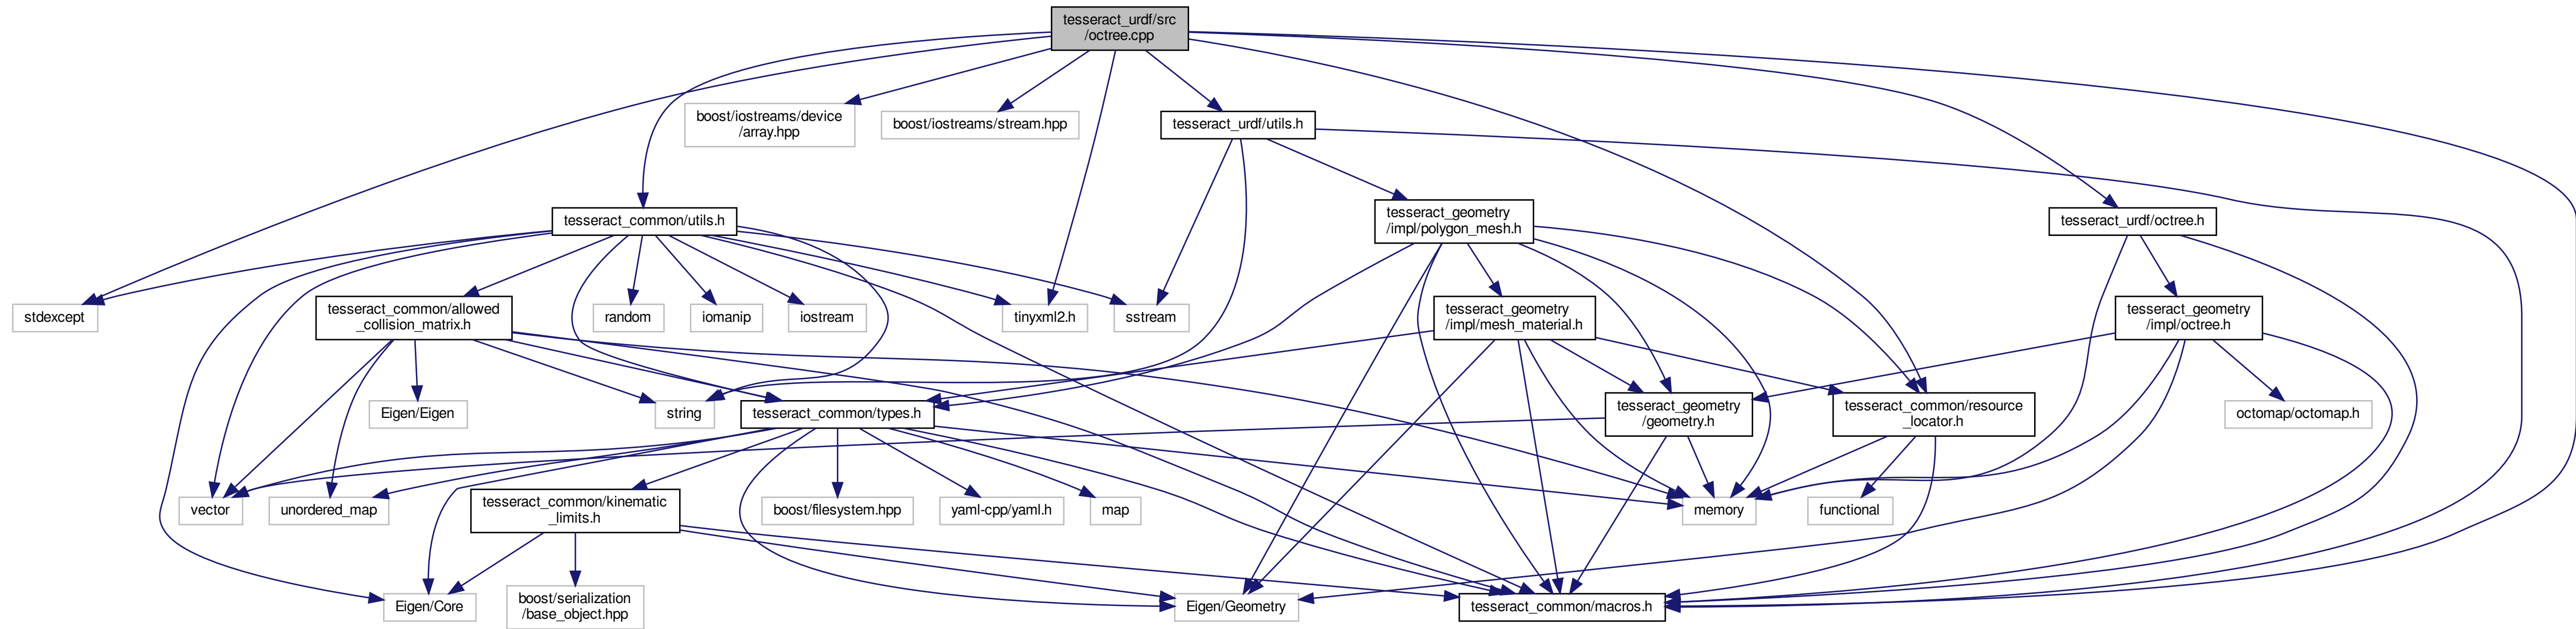 tesseract_urdf/src
/octree.cpp
boost/iostreams/device
/array.hpp
boost/iostreams/stream.hpp
tesseract_urdf/utils.h
tesseract_common/utils.h
tesseract_geometry
/impl/polygon_mesh.h
tesseract_urdf/octree.h
stdexcept
tesseract_common/allowed
_collision_matrix.h
random
iomanip
iostream
tinyxml2.h
sstream
tesseract_geometry
/impl/mesh_material.h
tesseract_geometry
/impl/octree.h
Eigen/Eigen
string
tesseract_common/types.h
tesseract_geometry
/geometry.h
tesseract_common/resource
_locator.h
octomap/octomap.h
vector
unordered_map
tesseract_common/kinematic
_limits.h
boost/filesystem.hpp
yaml-cpp/yaml.h
map
memory
functional
Eigen/Core
boost/serialization
/base_object.hpp
Eigen/Geometry
tesseract_common/macros.h